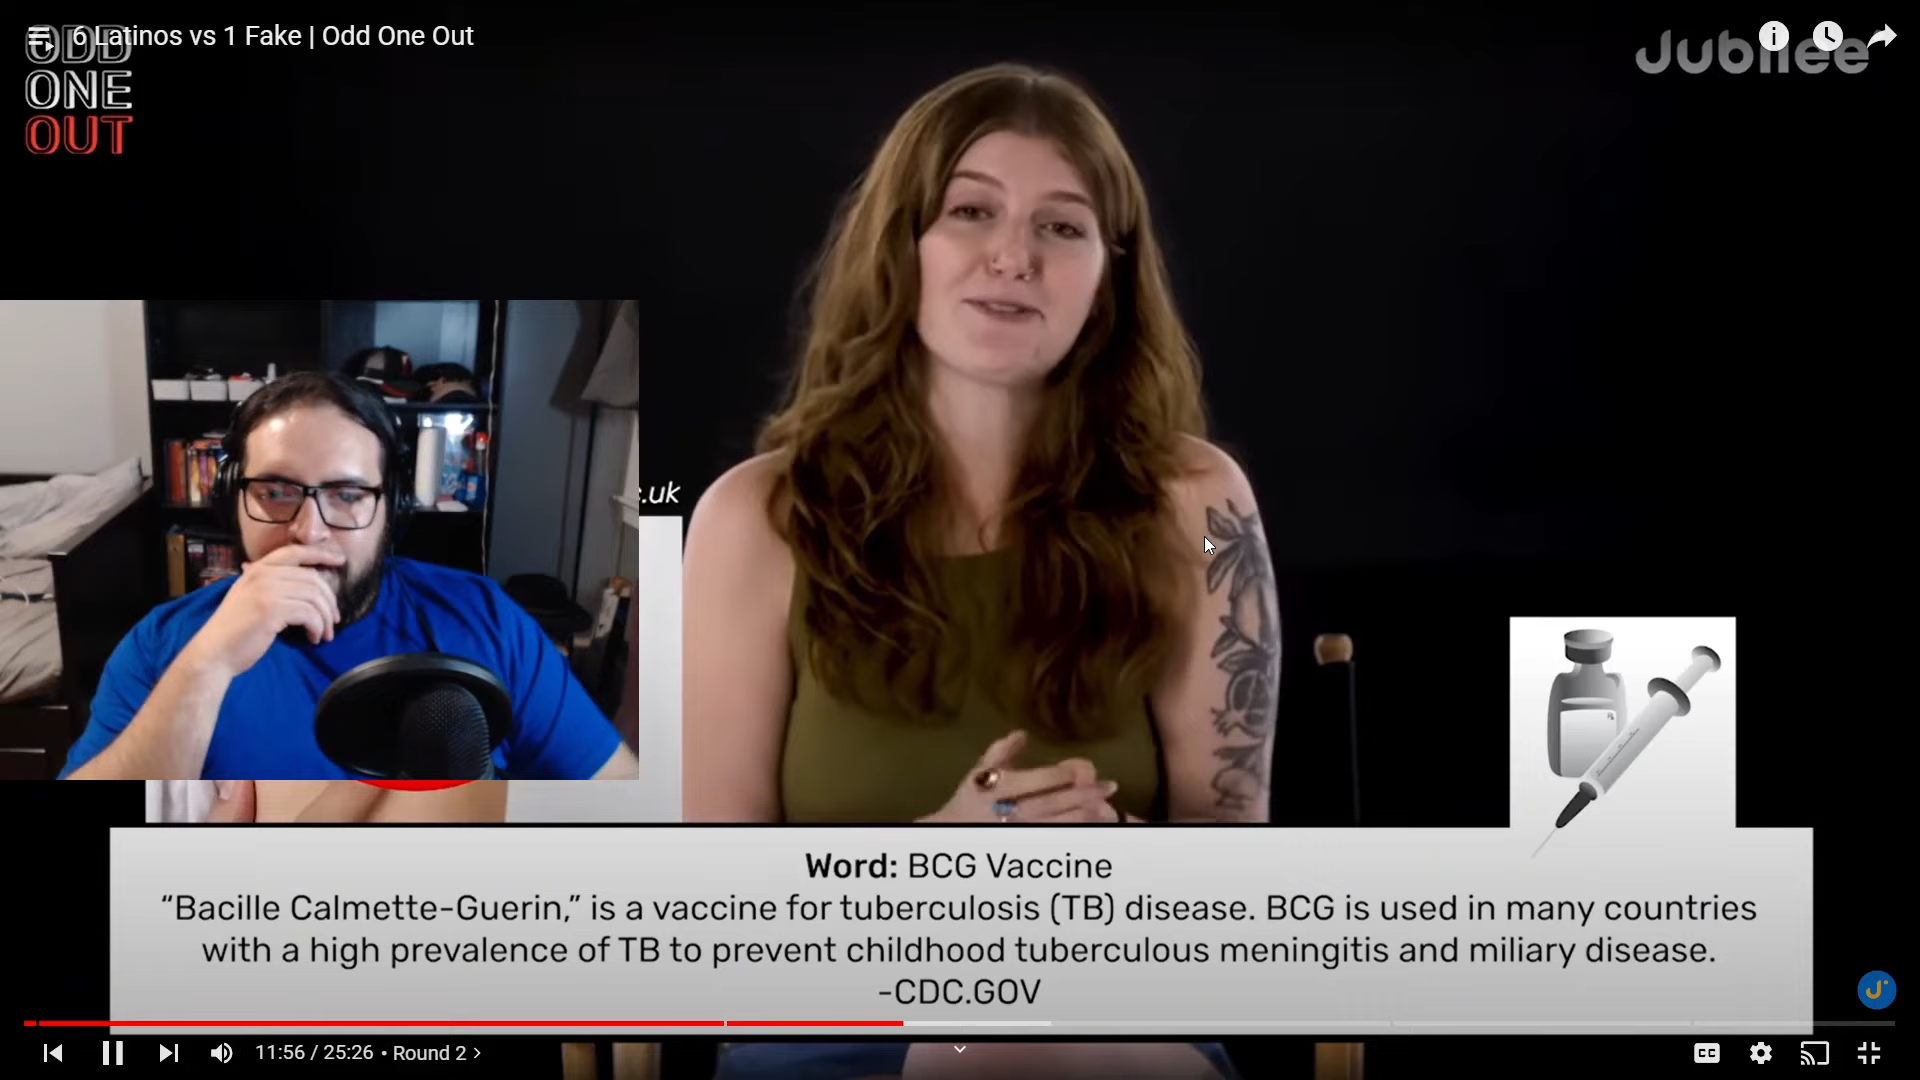 6 Latinos vs 1 Fake | Odd One Out
ODD
ONE
OUT
Jubilee
.uk
Word: BCG Vaccine
“Bacille Calmette-Guerin,” is a vaccine for tuberculosis (TB) disease. BCG is used in many countries
with a high prevalence of TB to prevent childhood tuberculous meningitis and miliary disease.
-CDC.GOV
11:56 / 25:26 • Round 2 >
CC